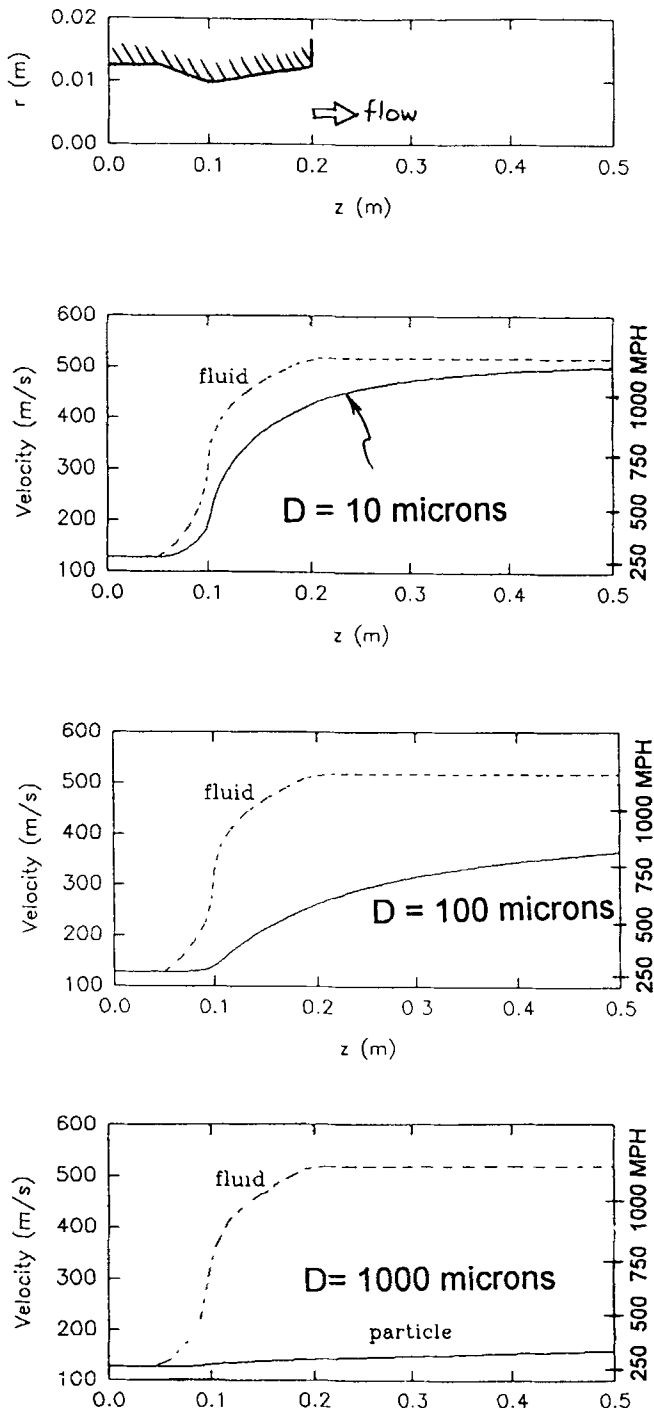 0.02
0.01
0.00
r (m)
flow
0.0 0.1 0.2 0.3 0.4 0.5
z (m)
600
500
400
300
200
100
Velocity (m/s)
fluid
D = 10 microns
250 500 750 1000 MPH
0.0 0.1 0.2 0.3 0.4 0.5
z (m)
600
500
400
300
200
100
Velocity (m/s)
fluid
D = 100 microns
250 500 750 1000 MPH
0.0 0.1 0.2 0.3 0.4 0.5
z (m)
600
500
400
300
200
100
Velocity (m/s)
fluid
D= 1000 microns
particle
250 500 750 1000 MPH
0.0 0.1 0.2 0.3 0.4 0.5
z (m)